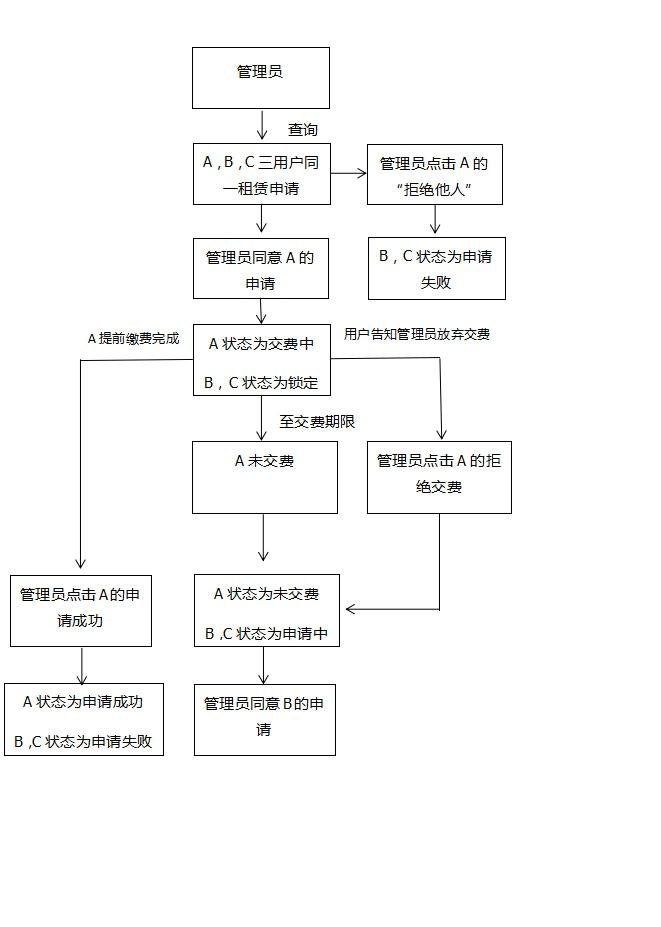 管理员
查询
A , B , C 三用户同
一租赁申请
管理员点击 A 的
“拒绝他人”
管理员同意 A 的
申请
B , C 状态为申请
失败
A 提前缴费完成
用户告知管理员放弃交费
A 状态为交费中
B , C 状态为锁定
至交费期限
A 未交费
管理员点击 A 的拒
绝交费
管理员点击 A 的申
请成功
A 状态为未交费
B ,C 状态为申请中
A 状态为申请成功
B ,C 状态为申请失败
管理员同意 B 的申
请